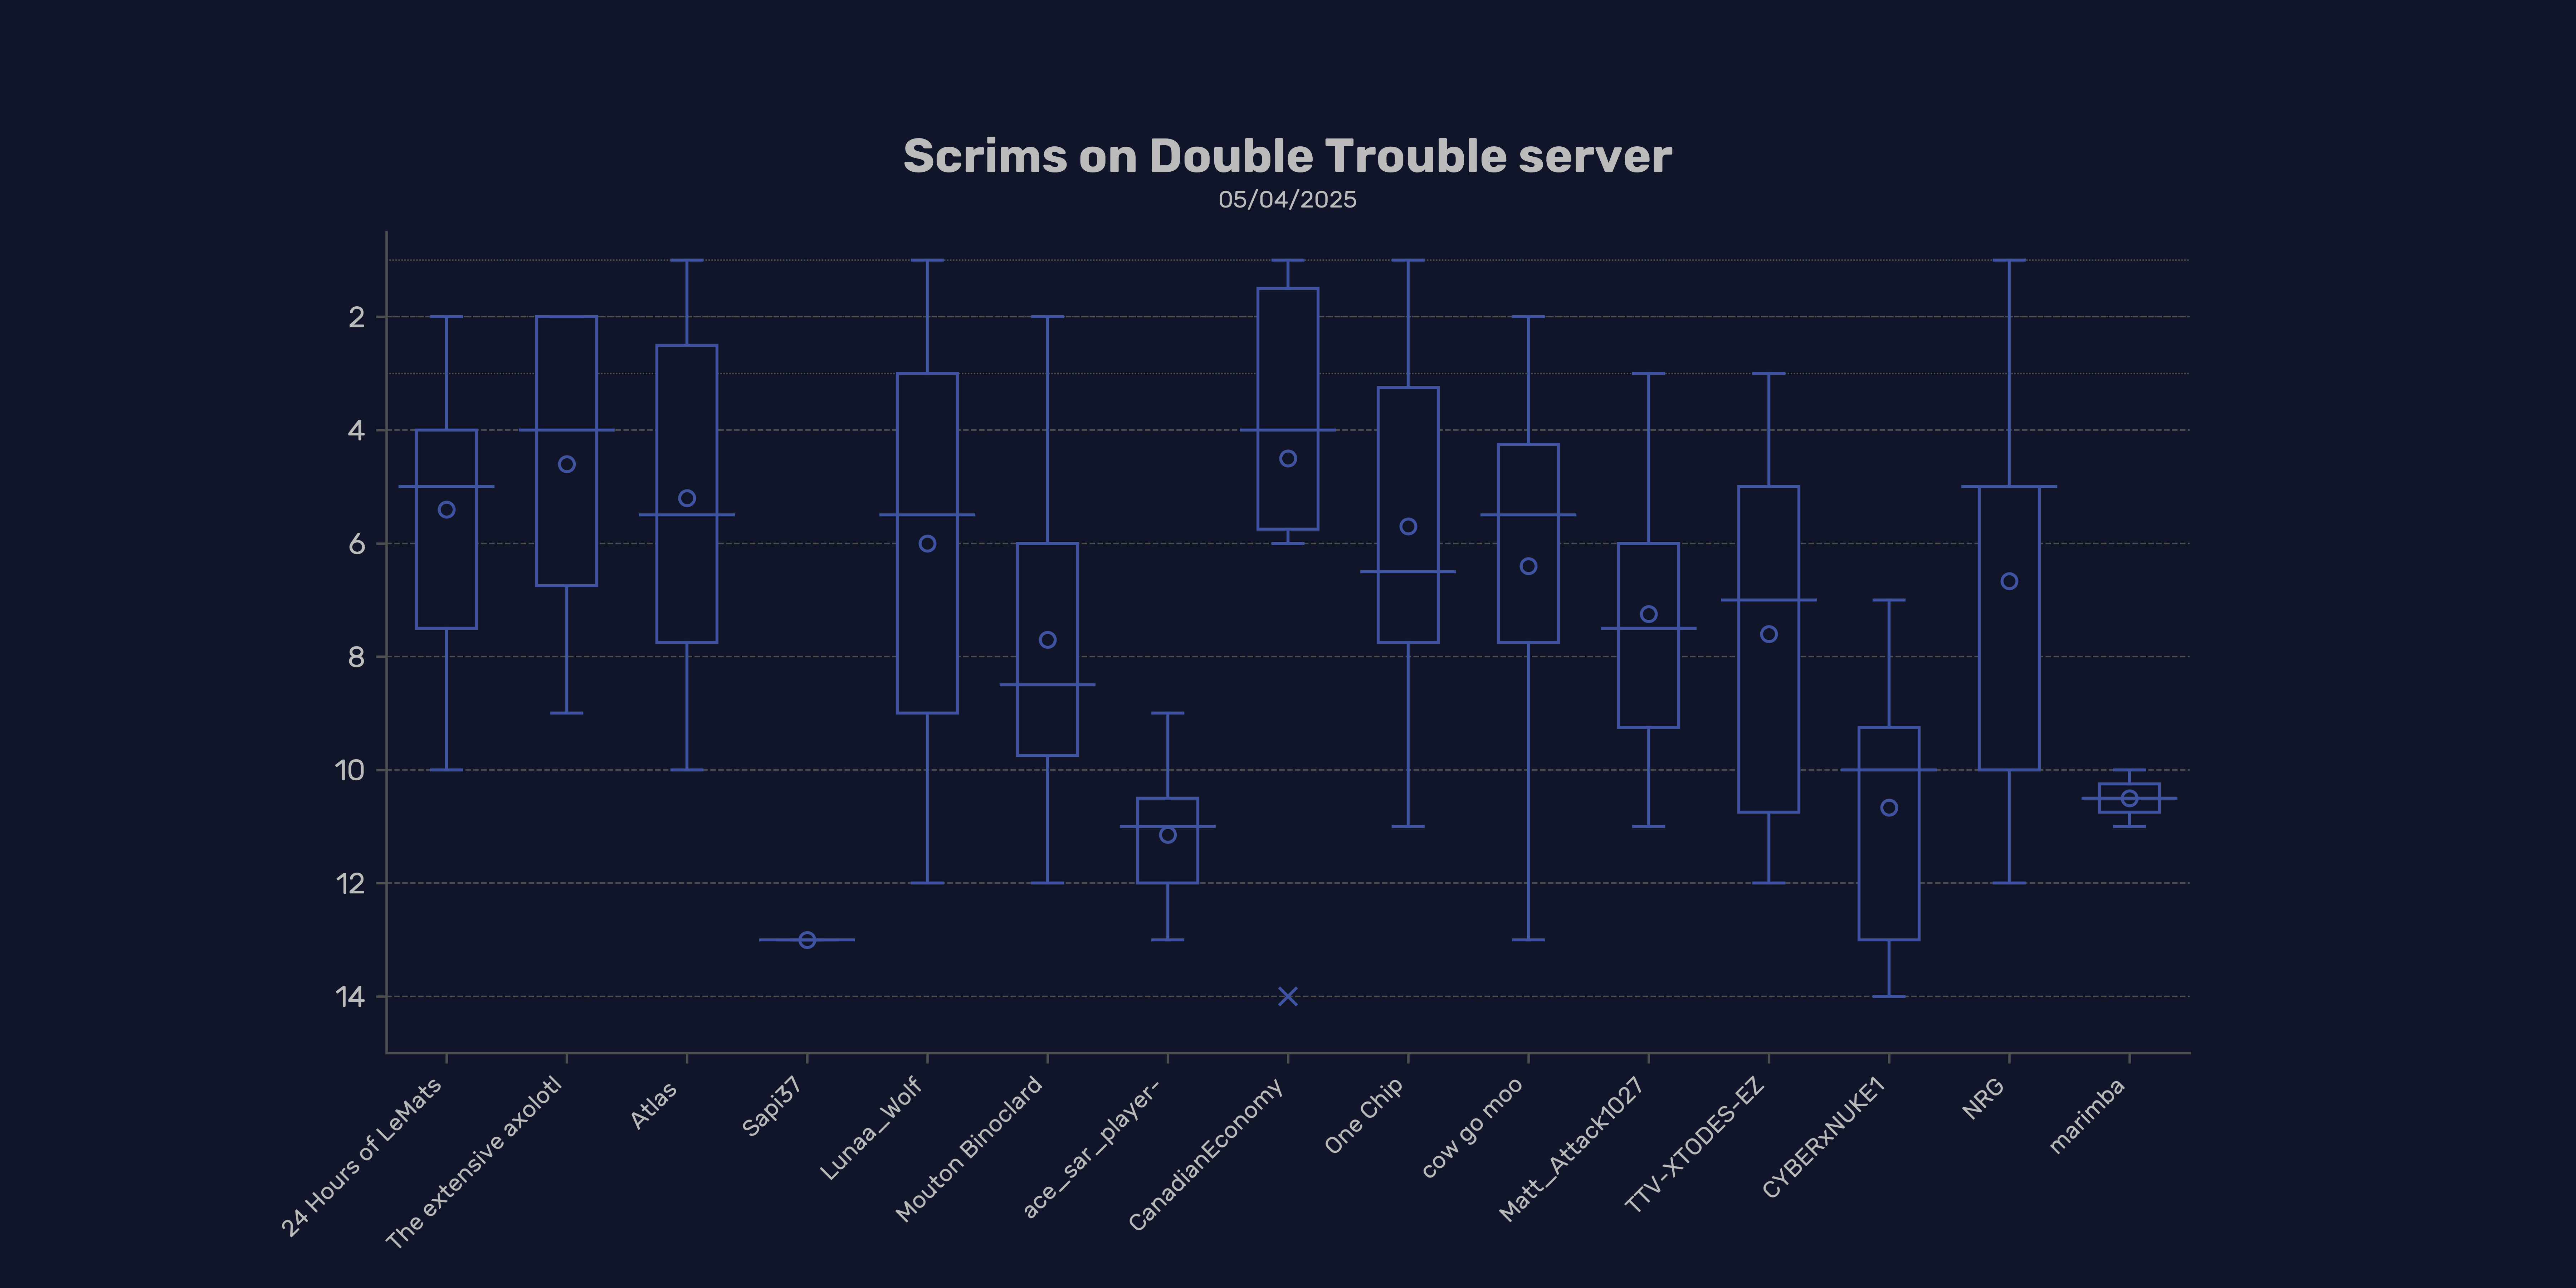 Scrims on Double Trouble server
05/04/2025
2
4
6
8
10
12
14
24 Hours of LeMats
The extensive axolotl
Atlas
Sapi37
Lunaa_Wolf
Mouton Binoclard
ace_sar_player-
CanadianEconomy
One Chip
cow go moo
Matt_Attack1027
TTV-XTODES-EZ
CYBERxNUKE1
NRG
marimba